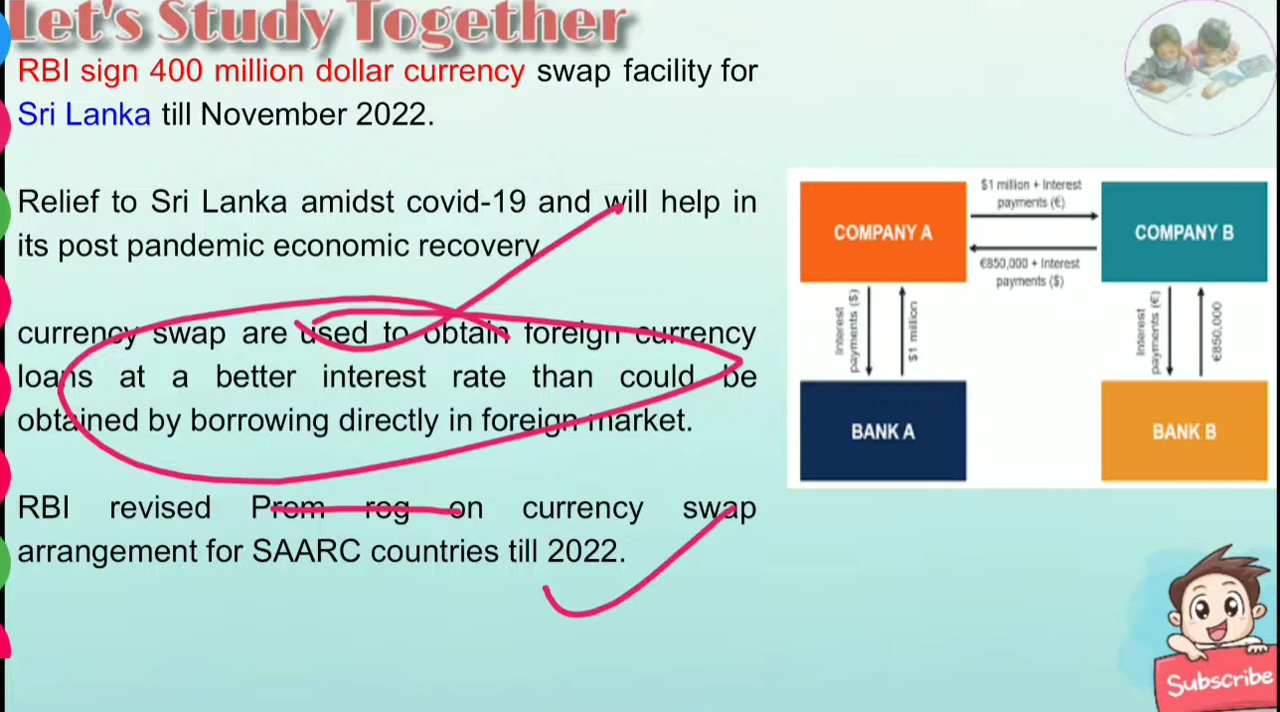 Let's Study Together
RBI sign 400 million dollar currency swap facility for
Sri Lanka till November 2022.
Relief to Sri Lanka amidst covid-19 and will help in
its post pandemic economic recovery
currency swap are used to obtain foreign currency
loans at a better interest rate than could be
obtained by borrowing directly in foreign market.
RBI revised Prem rog on currency swap
arrangement for SAARC countries till 2022.
$1 million + Interest
payments (€)
COMPANY A
COMPANY B
€850,000 + Interest
payments ($)
Interest
payments ($)
$1 million
Interest
payments (€)
€850,000
BANK A
BANK B
Subscribe